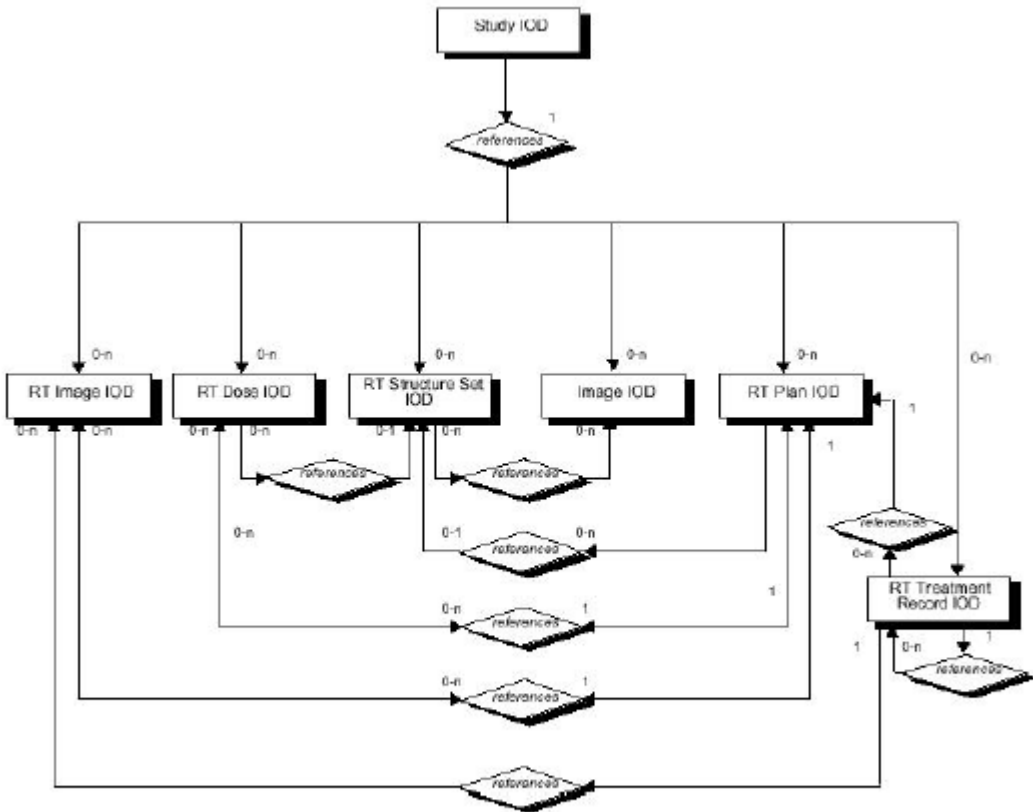 Study IOD
1
references
0-n
0-n
0-n
0-n
0-n
0-n
RT Image IOD
RT Dose IOD
RT Structure Set
IOD
Image IOD
RT Plan IOD
1
0-n
0-n
0-n
0-n
0-1
0-n
0-n
1
references
references
references
0-n
0-1
references
0-n
0-n
RT Treatment
Record IOD
1
0-n
references
1
1
1
0-n
references
0-n
references
1
references